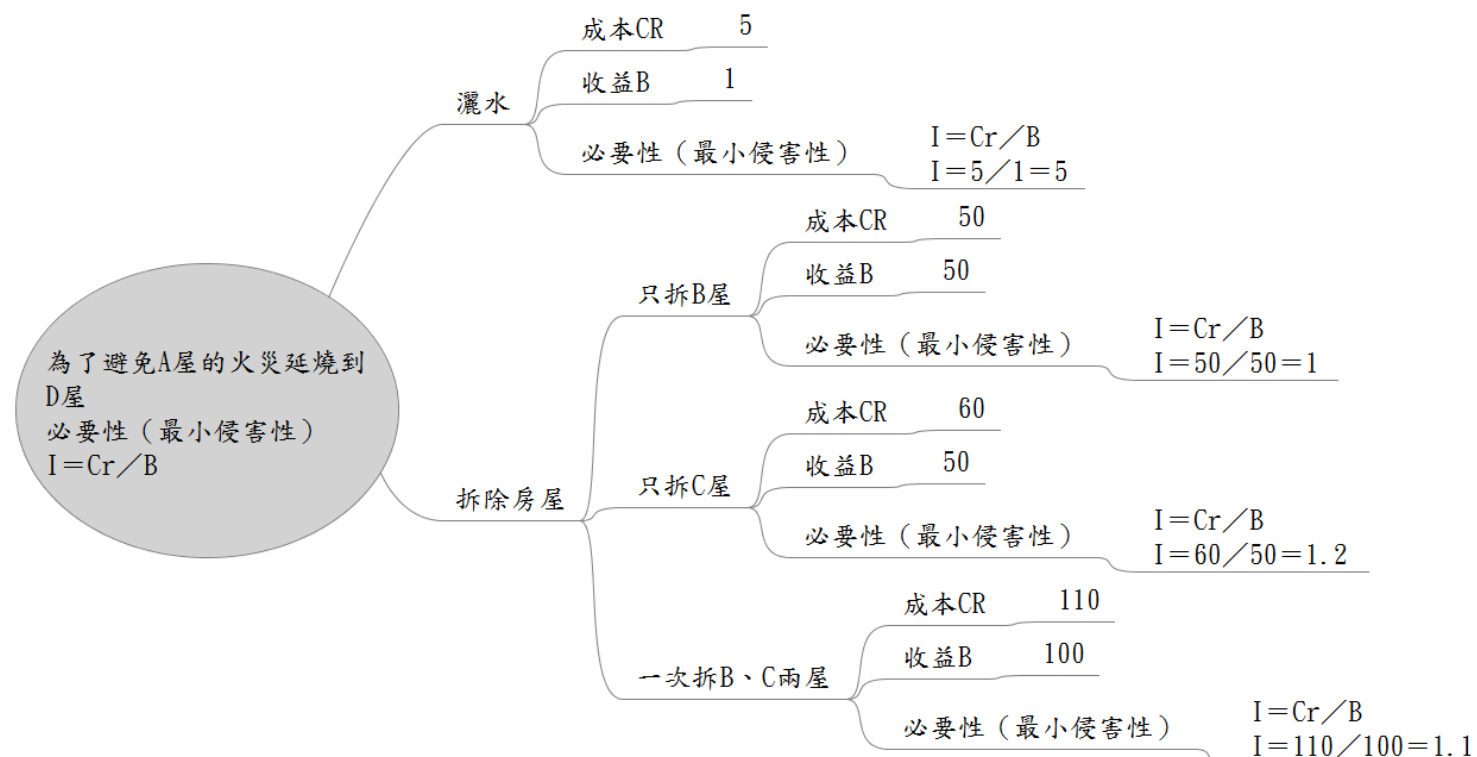 為了避免A屋的火災延燒到
D屋
必要性（最小侵害性）
I＝Cr／B
灑水
成本CR
5
收益B
1
必要性（最小侵害性）
I＝Cr／B
I＝5／1＝5
拆除房屋
只拆B屋
成本CR
50
收益B
50
必要性（最小侵害性）
I＝Cr／B
I＝50／50＝1
只拆C屋
成本CR
60
收益B
50
必要性（最小侵害性）
I＝Cr／B
I＝60／50＝1.2
一次拆B、C兩屋
成本CR
110
收益B
100
必要性（最小侵害性）
I＝Cr／B
I＝110／100＝1.1